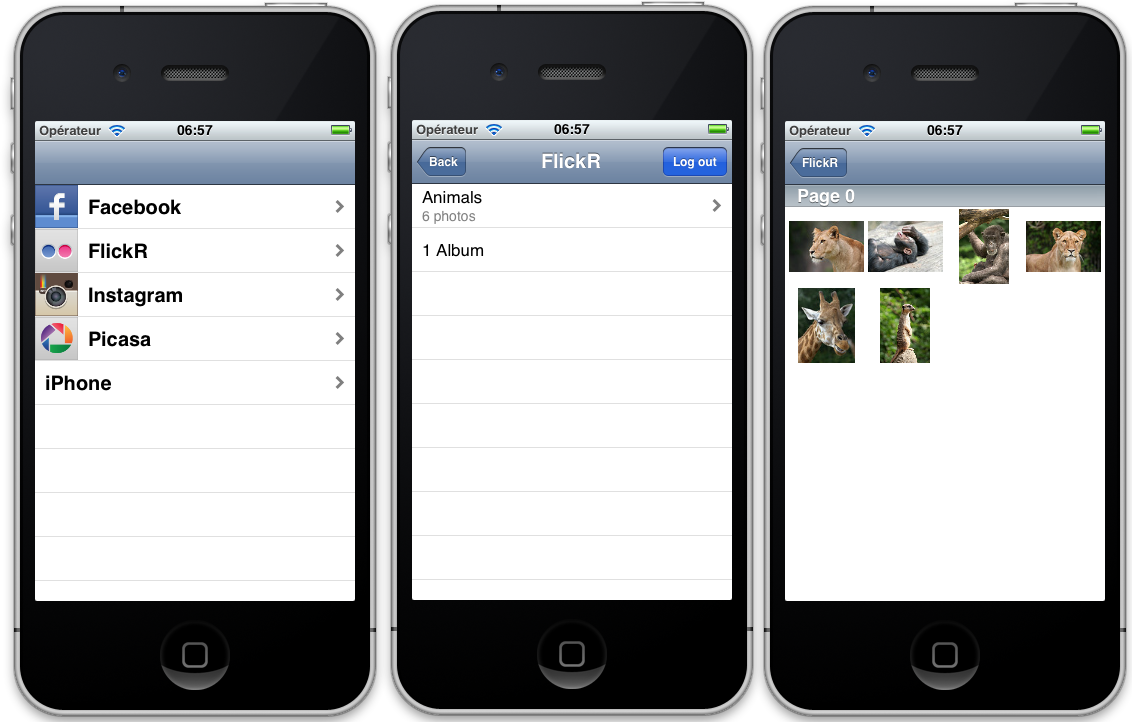 Opérateur 06:57
Facebook
FlickR
Instagram
Picasa
iPhone
Opérateur 06:57
Back FlickR Log out
Animals
6 photos
1 Album
Opérateur 06:57
FlickR
Page 0